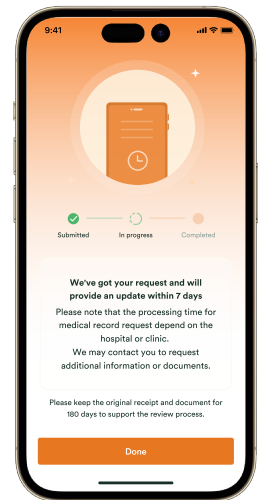 9:41
Submitted
In progress
Completed
We've got your request and will
provide an update within 7 days
Please note that the processing time for
medical record request depend on the
hospital or clinic.
We may contact you to request
additional information or documents.
Please keep the original receipt and document for
180 days to support the review process.
Done